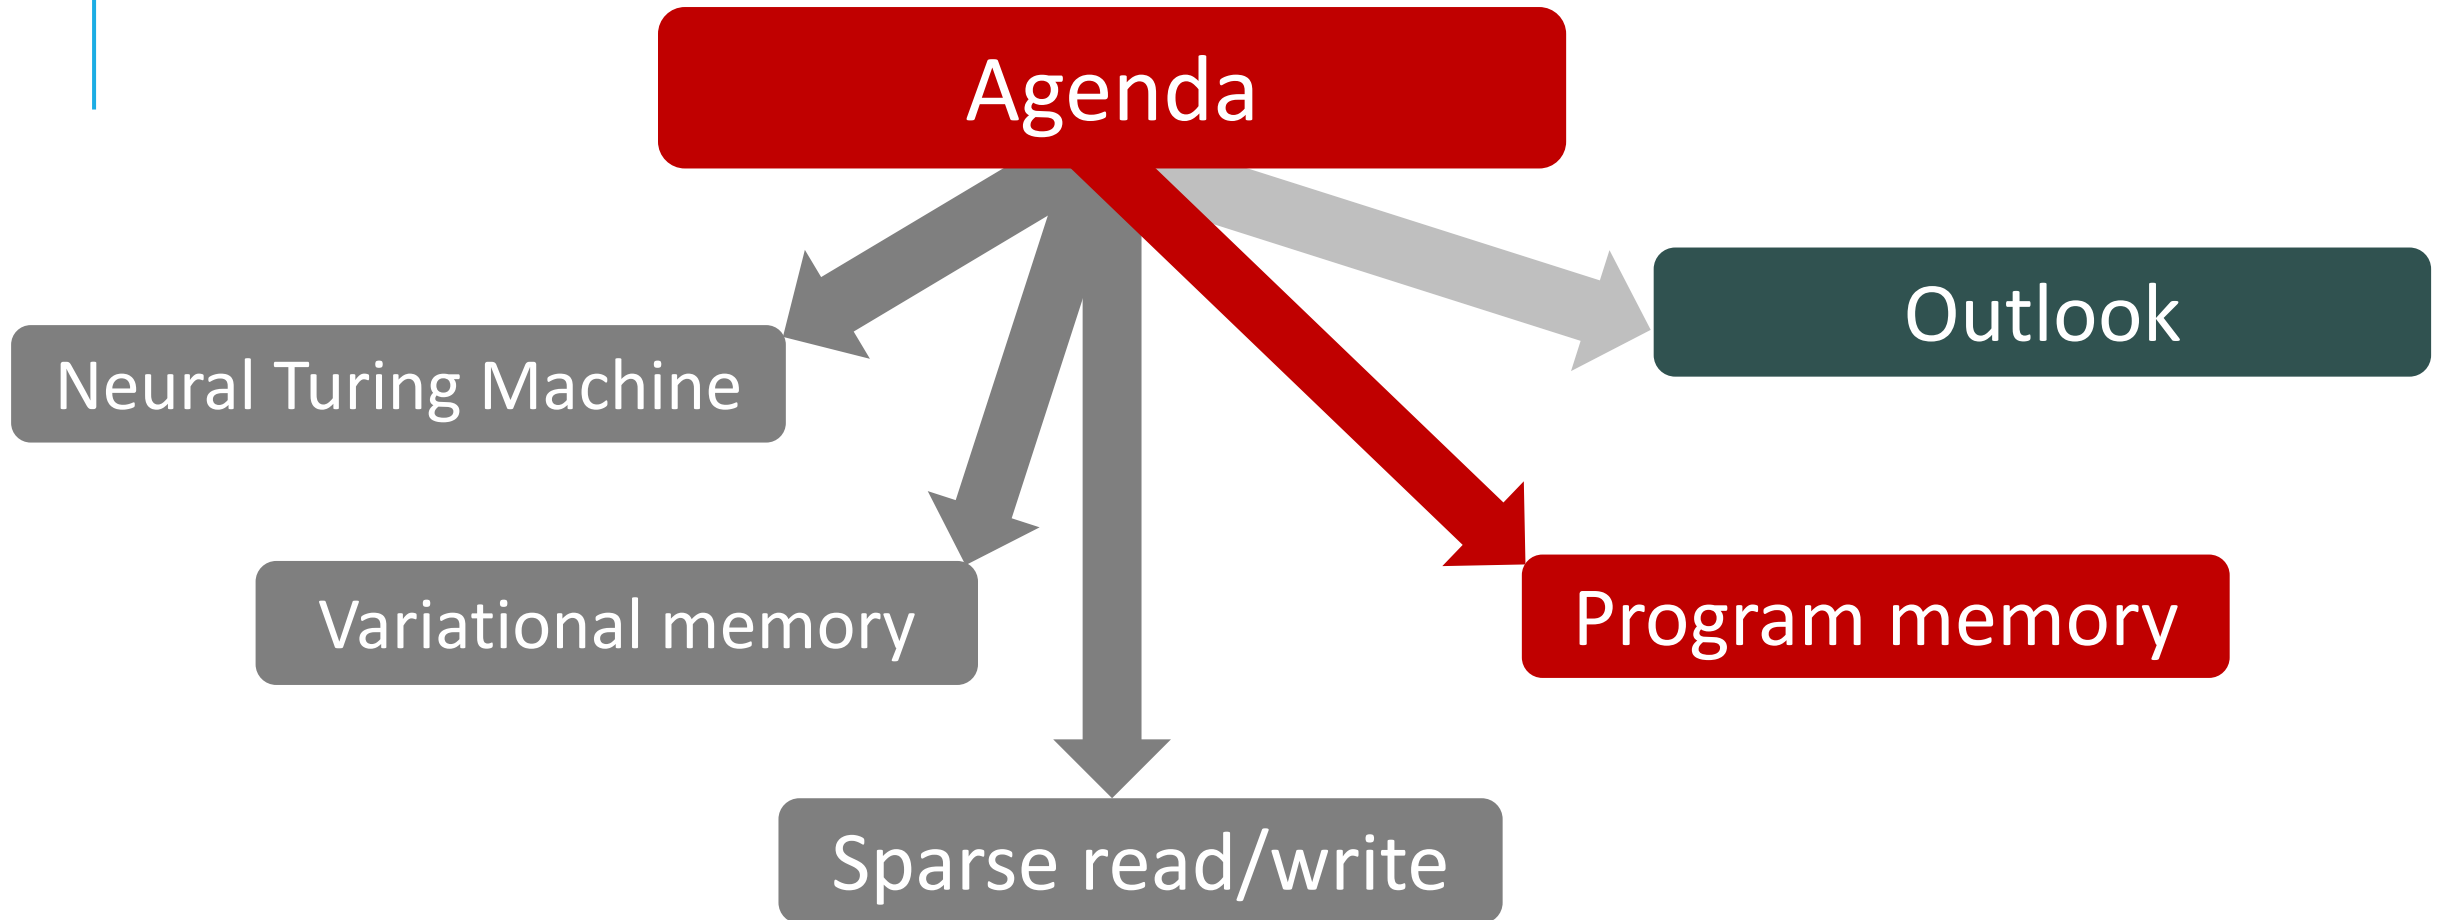 Agenda
Outlook
Neural Turing Machine
Variational memory
Program memory
Sparse read/write